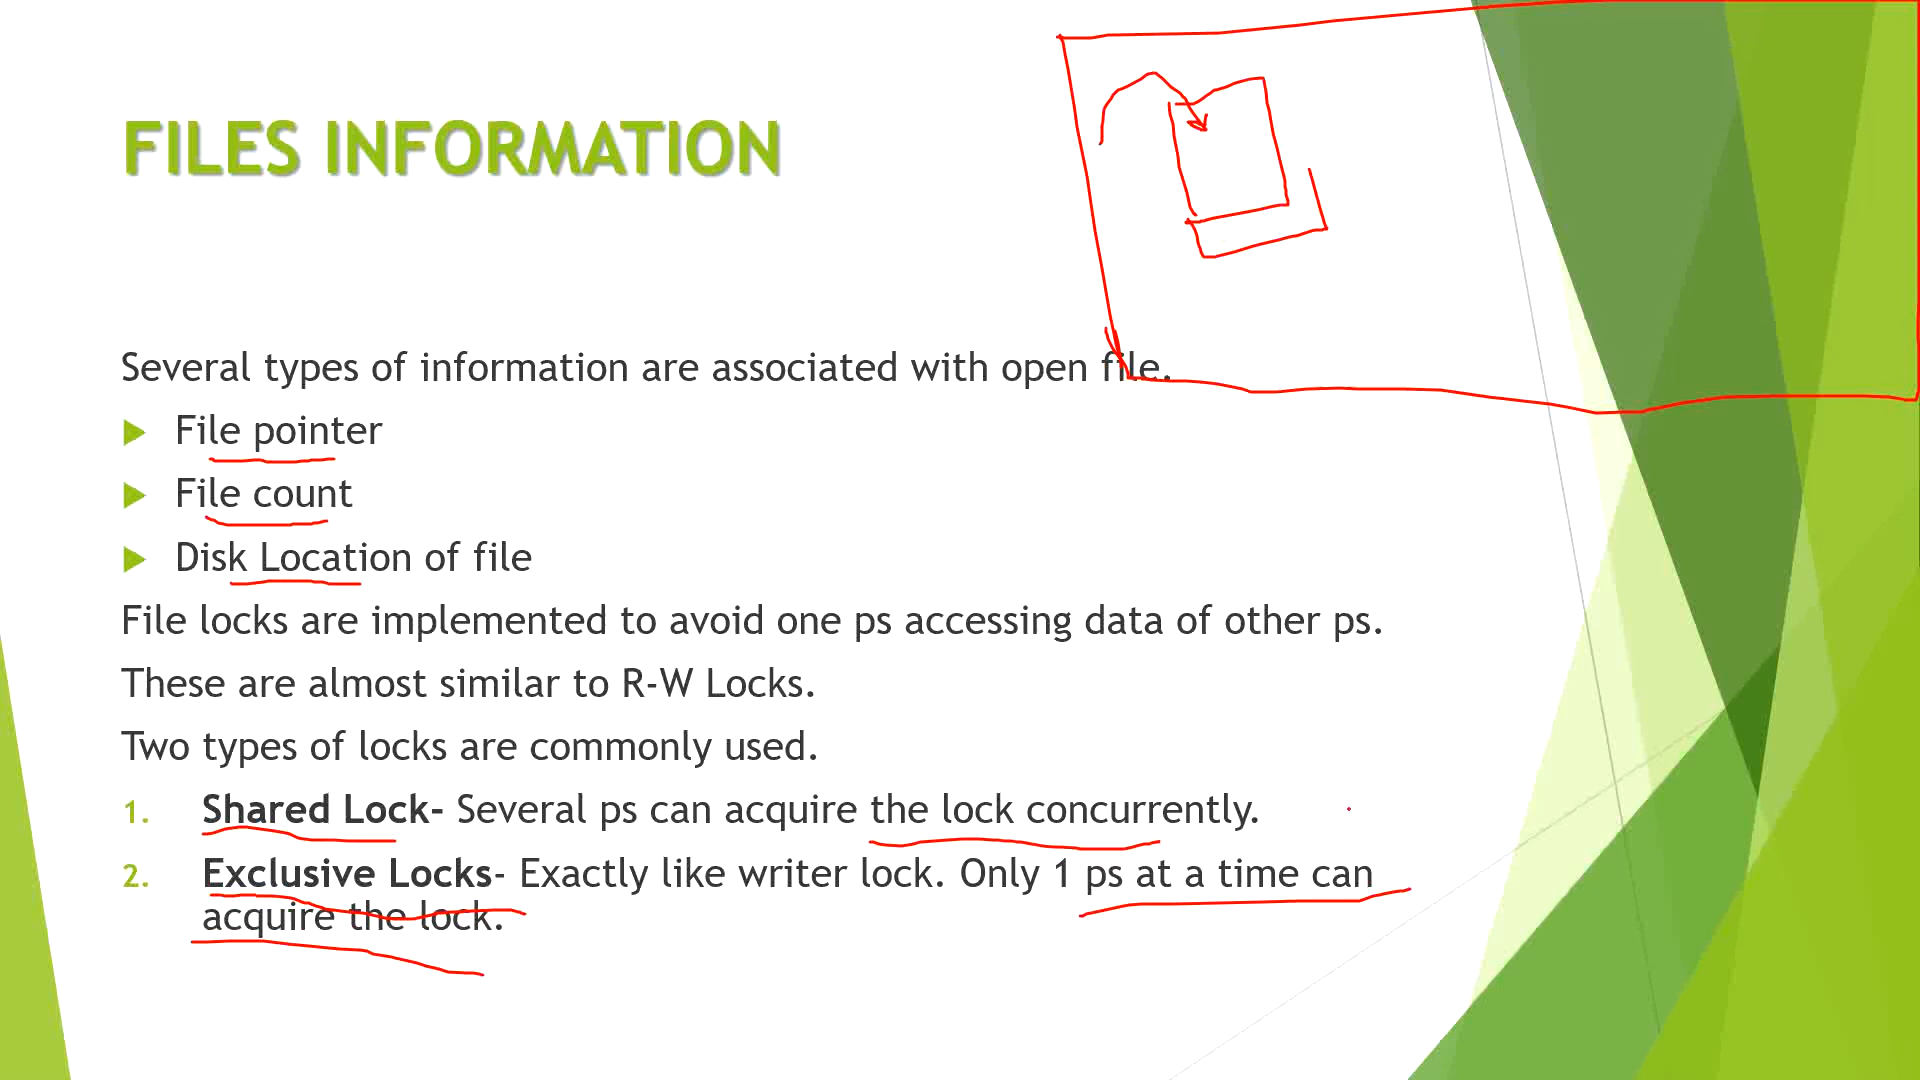 FILES INFORMATION
Several types of information are associated with open file.
File pointer
File count
Disk Location of file
File locks are implemented to avoid one ps accessing data of other ps.
These are almost similar to R-W Locks.
Two types of locks are commonly used.
1. Shared Lock- Several ps can acquire the lock concurrently.
2. Exclusive Locks- Exactly like writer lock. Only 1 ps at a time can
acquire the lock.